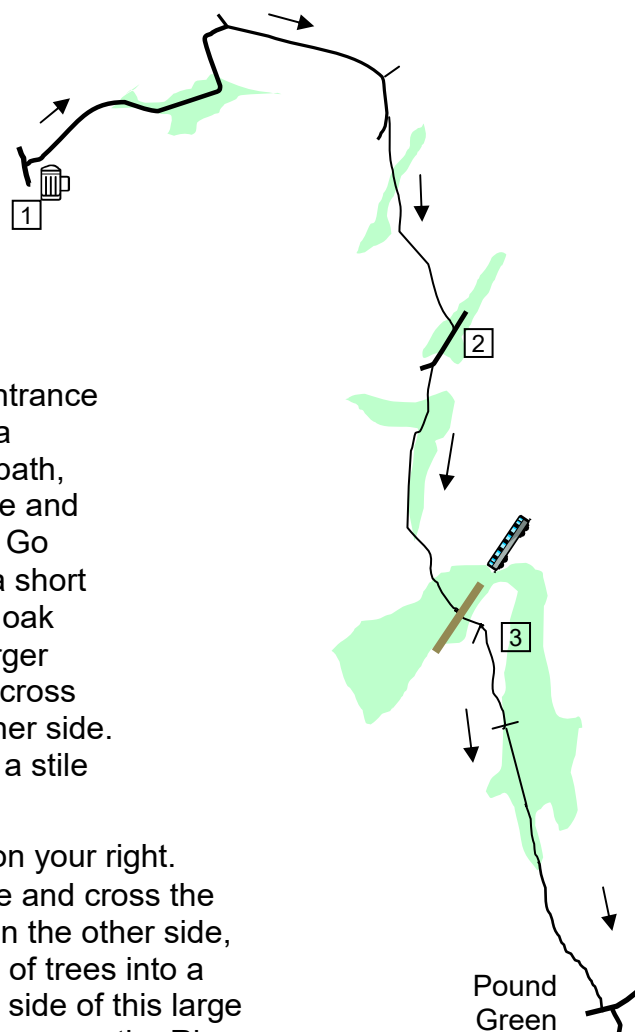 1
2
ntrance
a
path,
e and
Go
a short
oak
rger
cross
her side.
a stile
3
on your right.
e and cross the
n the other side,
of trees into a
side of this large
Pound
Green